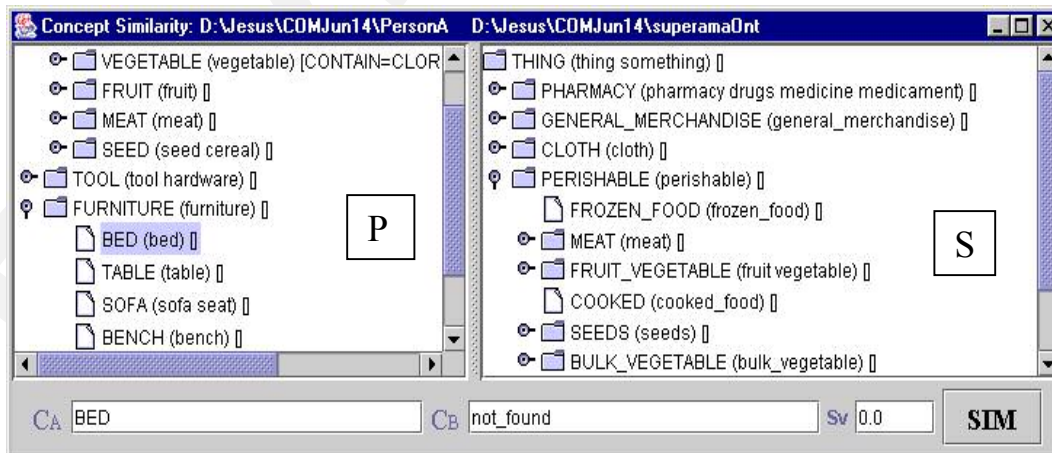 Concept Similarity: D:\Jesus\COMJun14\PersonA D:\Jesus\COMJun14\superamaOnt
VEGETABLE (vegetable) [CONTAIN=CLOR
FRUIT (fruit) []
MEAT (meat) []
SEED (seed cereal) []
TOOL (tool hardware) []
FURNITURE (furniture) []
BED (bed) []
TABLE (table) []
SOFA (sofa seat) []
BENCH (bench) []
P
THING (thing something) []
PHARMACY (pharmacy drugs medicine medicament) []
GENERAL_MERCHANDISE (general_merchandise) []
CLOTH (cloth) []
PERISHABLE (perishable) []
FROZEN_FOOD (frozen_food) []
MEAT (meat) []
FRUIT_VEGETABLE (fruit vegetable) []
COOKED (cooked_food) []
SEEDS (seeds) []
BULK_VEGETABLE (bulk_vegetable) []
S
CA BED CB not_found Sv 0.0 SIM